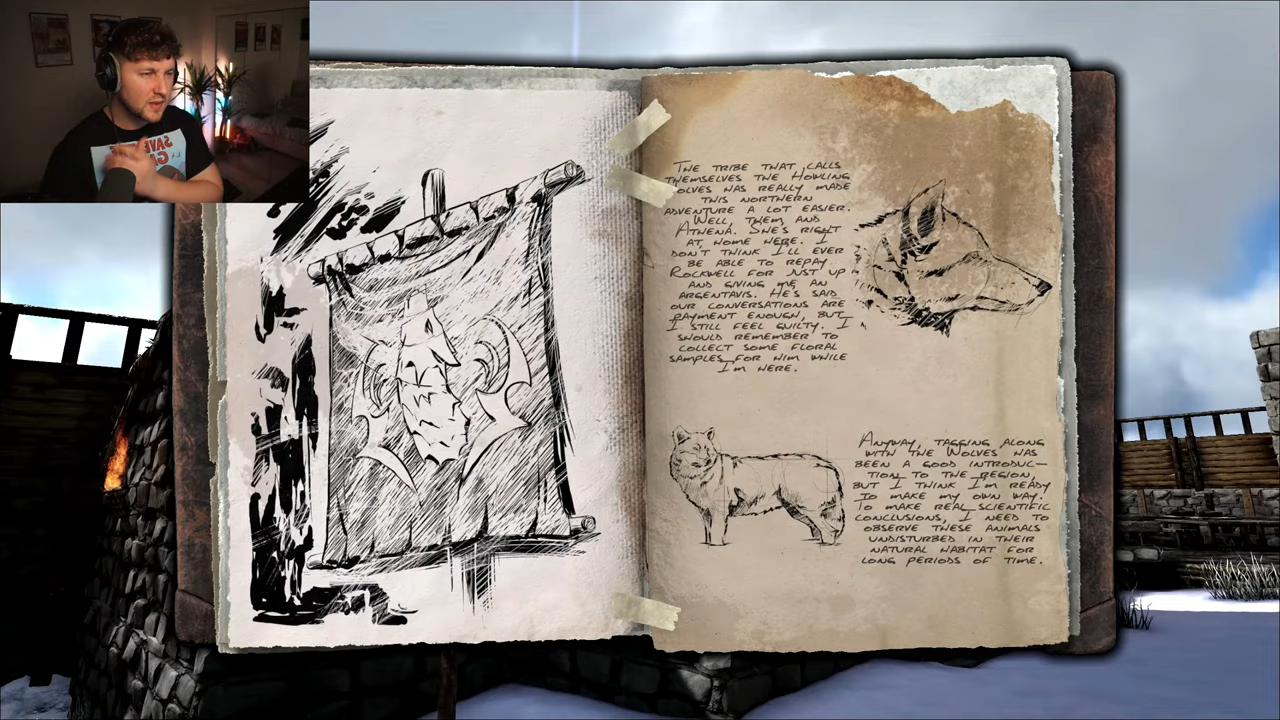 The tribe that calls
themselves the Howling
Wolves has really made
this northern
adventure a lot easier.
Well, them and
Athena. She's right
at home here. I
don't think I'll ever
be able to repay
Rockwell for just up
and giving me an
Argentavis. He's said
our conversations are
payment enough, but
I still feel guilty. I
should remember to
collect some floral
samples for him while
I'm here.
Anyway, tagging along
with the Wolves has
been a good introduc-
tion to the region,
but I think I'm ready
to make my own way.
To make real scientific
conclusions, I need to
observe these animals
undisturbed in their
natural habitat for
long periods of time.